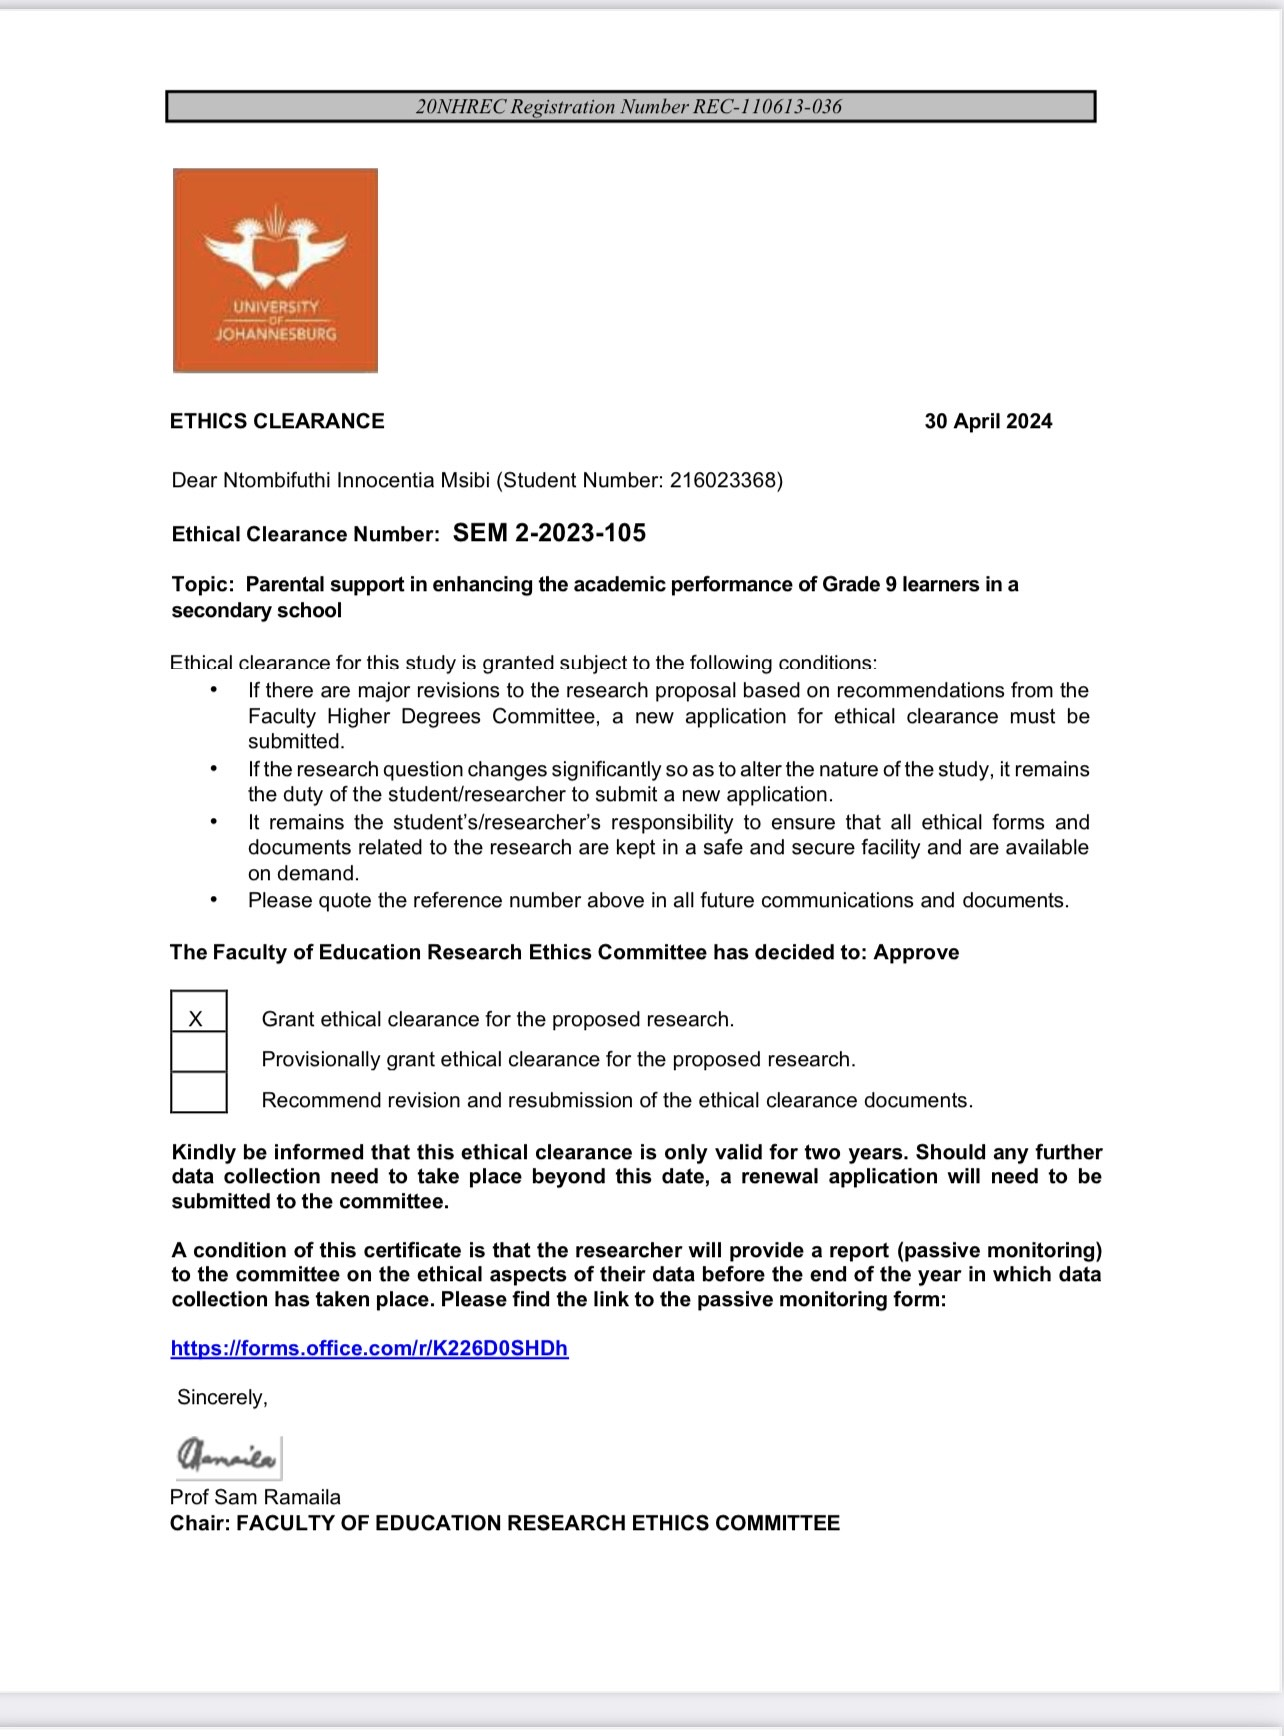 20NHREC Registration Number REC-110613-036
UNIVERSITY
OF
JOHANNESBURG
ETHICS CLEARANCE 30 April 2024
Dear Ntombifuthi Innocentia Msibi (Student Number: 216023368)
Ethical Clearance Number: SEM 2-2023-105
Topic: Parental support in enhancing the academic performance of Grade 9 learners in a
secondary school
Ethical clearance for this study is granted subject to the following conditions:
• If there are major revisions to the research proposal based on recommendations from the
Faculty Higher Degrees Committee, a new application for ethical clearance must be
submitted.
• If the research question changes significantly so as to alter the nature of the study, it remains
the duty of the student/researcher to submit a new application.
• It remains the student’s/researcher’s responsibility to ensure that all ethical forms and
documents related to the research are kept in a safe and secure facility and are available
on demand.
• Please quote the reference number above in all future communications and documents.
The Faculty of Education Research Ethics Committee has decided to: Approve
X Grant ethical clearance for the proposed research.
Provisionally grant ethical clearance for the proposed research.
Recommend revision and resubmission of the ethical clearance documents.
Kindly be informed that this ethical clearance is only valid for two years. Should any further
data collection need to take place beyond this date, a renewal application will need to be
submitted to the committee.
A condition of this certificate is that the researcher will provide a report (passive monitoring)
to the committee on the ethical aspects of their data before the end of the year in which data
collection has taken place. Please find the link to the passive monitoring form:
https://forms.office.com/r/K226D0SHDh
Sincerely,
Ramaila
Prof Sam Ramaila
Chair: FACULTY OF EDUCATION RESEARCH ETHICS COMMITTEE